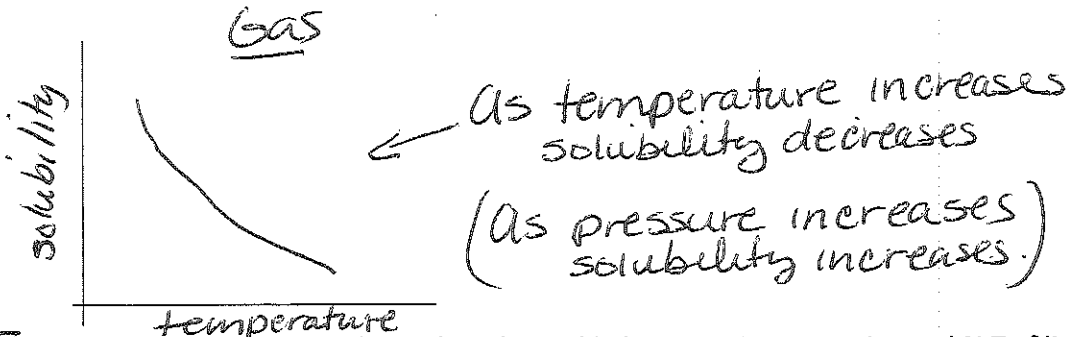 Gas
solubility
As temperature increases
solubility decreases
(As pressure increases
solubility increases.)
temperature